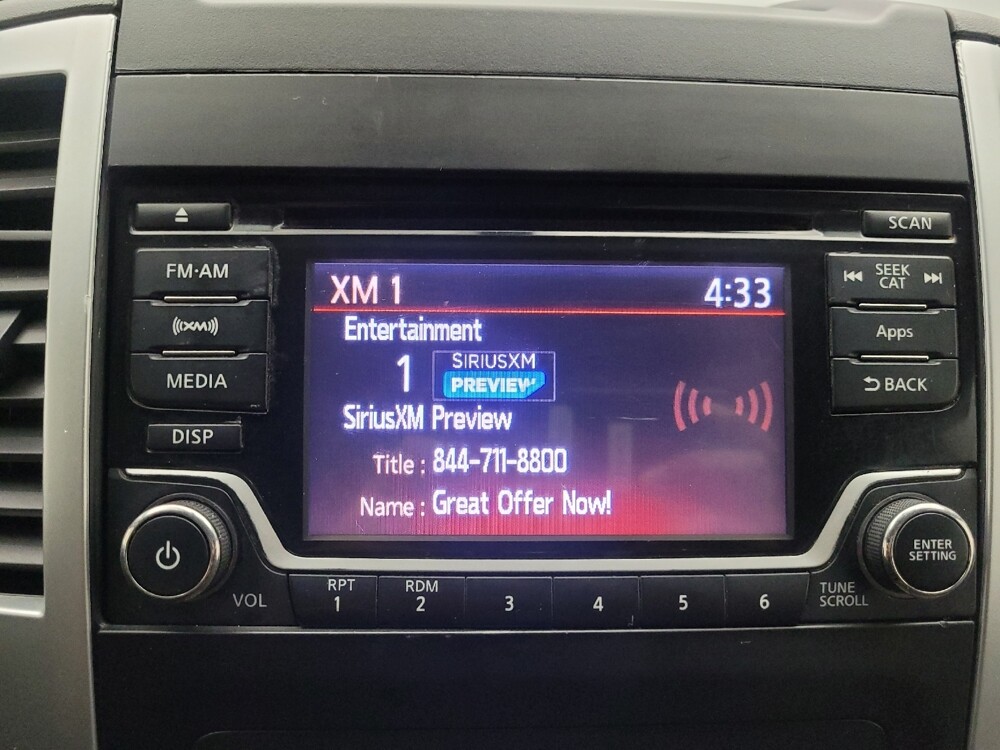 SCAN
FM·AM
XM
MEDIA
DISP
XM 1 4:33
Entertainment
1 SIRIUSXM
PREVIEW
SiriusXM Preview
Title : 844-711-8800
Name : Great Offer Now!
SEEK
CAT
Apps
BACK
VOL
RPT
1
RDM
2
3
4
5
6
TUNE
SCROLL
ENTER
SETTING